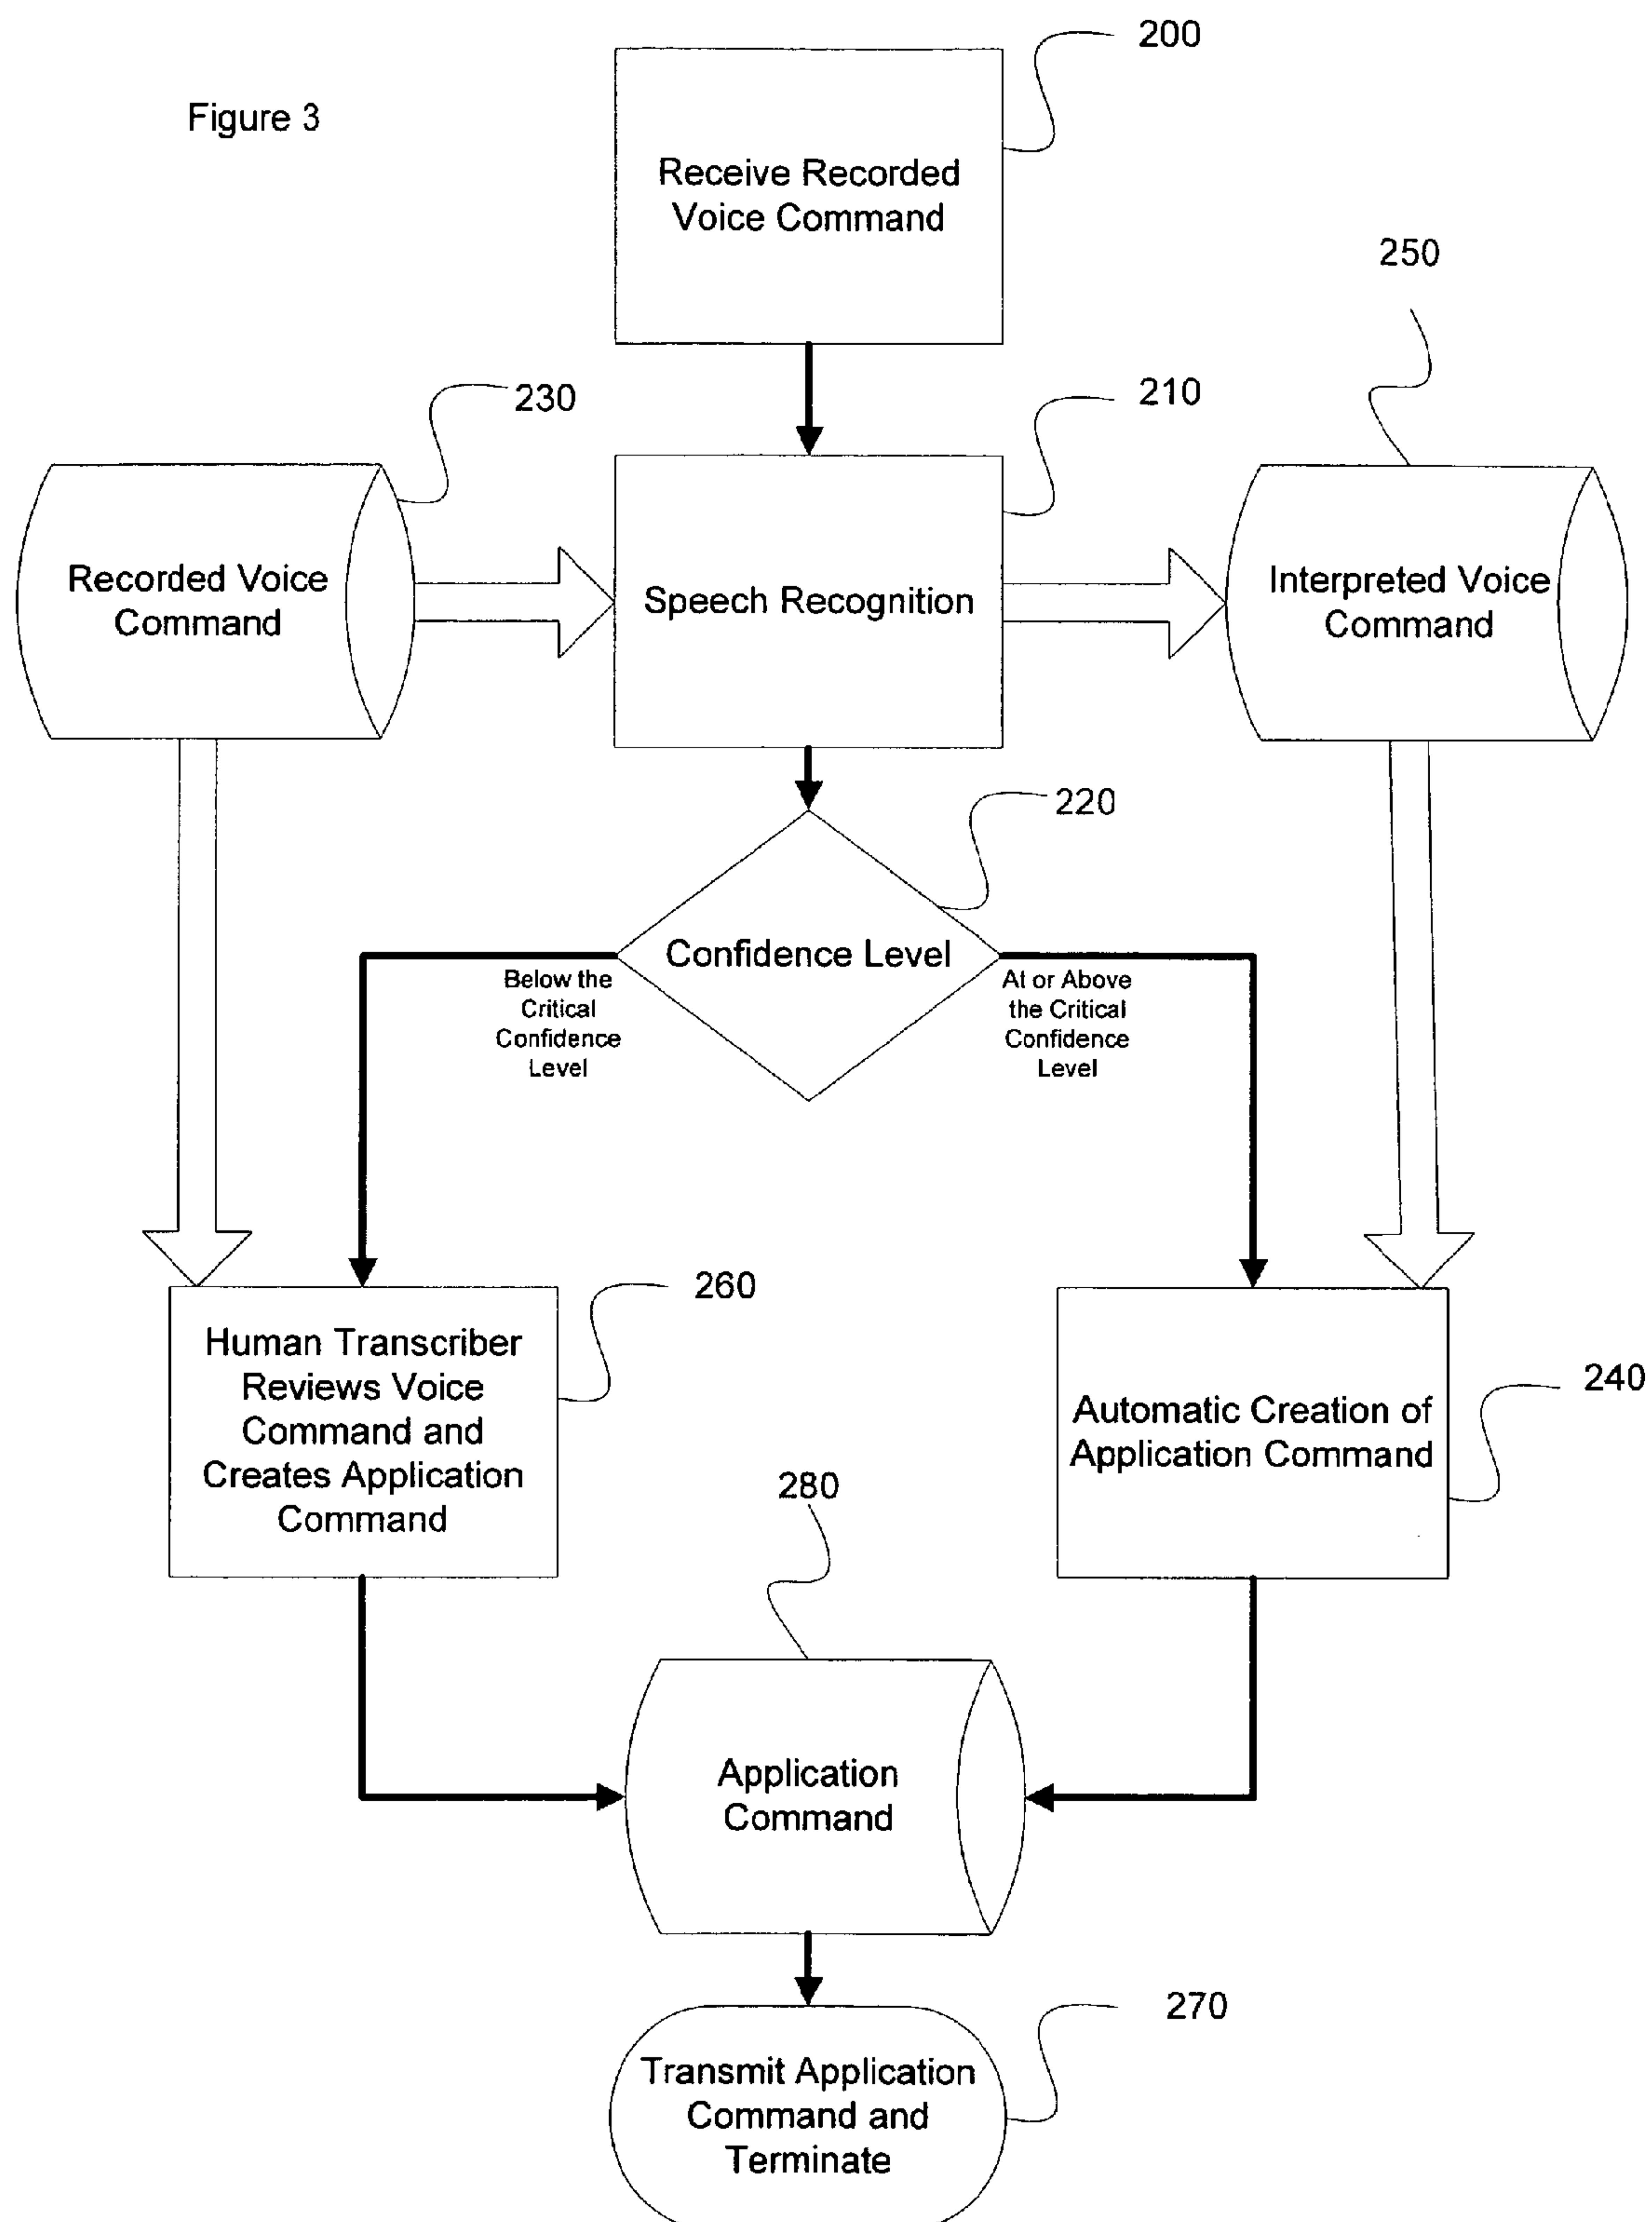 200
Figure 3
Receive Recorded
Voice Command
250
230
210
Recorded Voice
Command
Speech Recognition
Interpreted Voice
Command
220
Confidence Level
Below the
Critical
Confidence
Level
At or Above
the Critical
Confidence
Level
260
Human Transcriber
Reviews Voice
Command and
Creates Application
Command
240
Automatic Creation of
Application Command
280
Application
Command
270
Transmit Application
Command and
Terminate